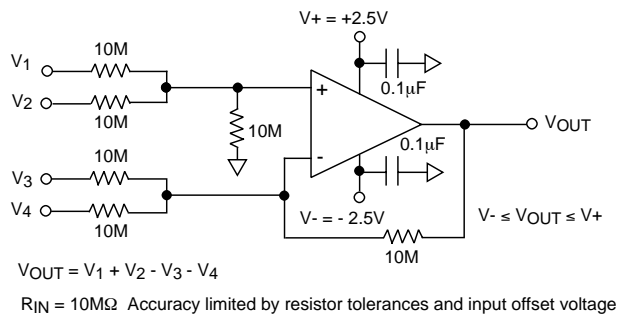 V+ = +2.5V
V1
10M
0.1µF
V2
10M
+
10M
VOUT
V3
10M
-
0.1µF
V4
10M
V- = - 2.5V
V- ≤ VOUT ≤ V+
10M
VOUT = V1 + V2 - V3 - V4
RIN = 10MΩ Accuracy limited by resistor tolerances and input offset voltage